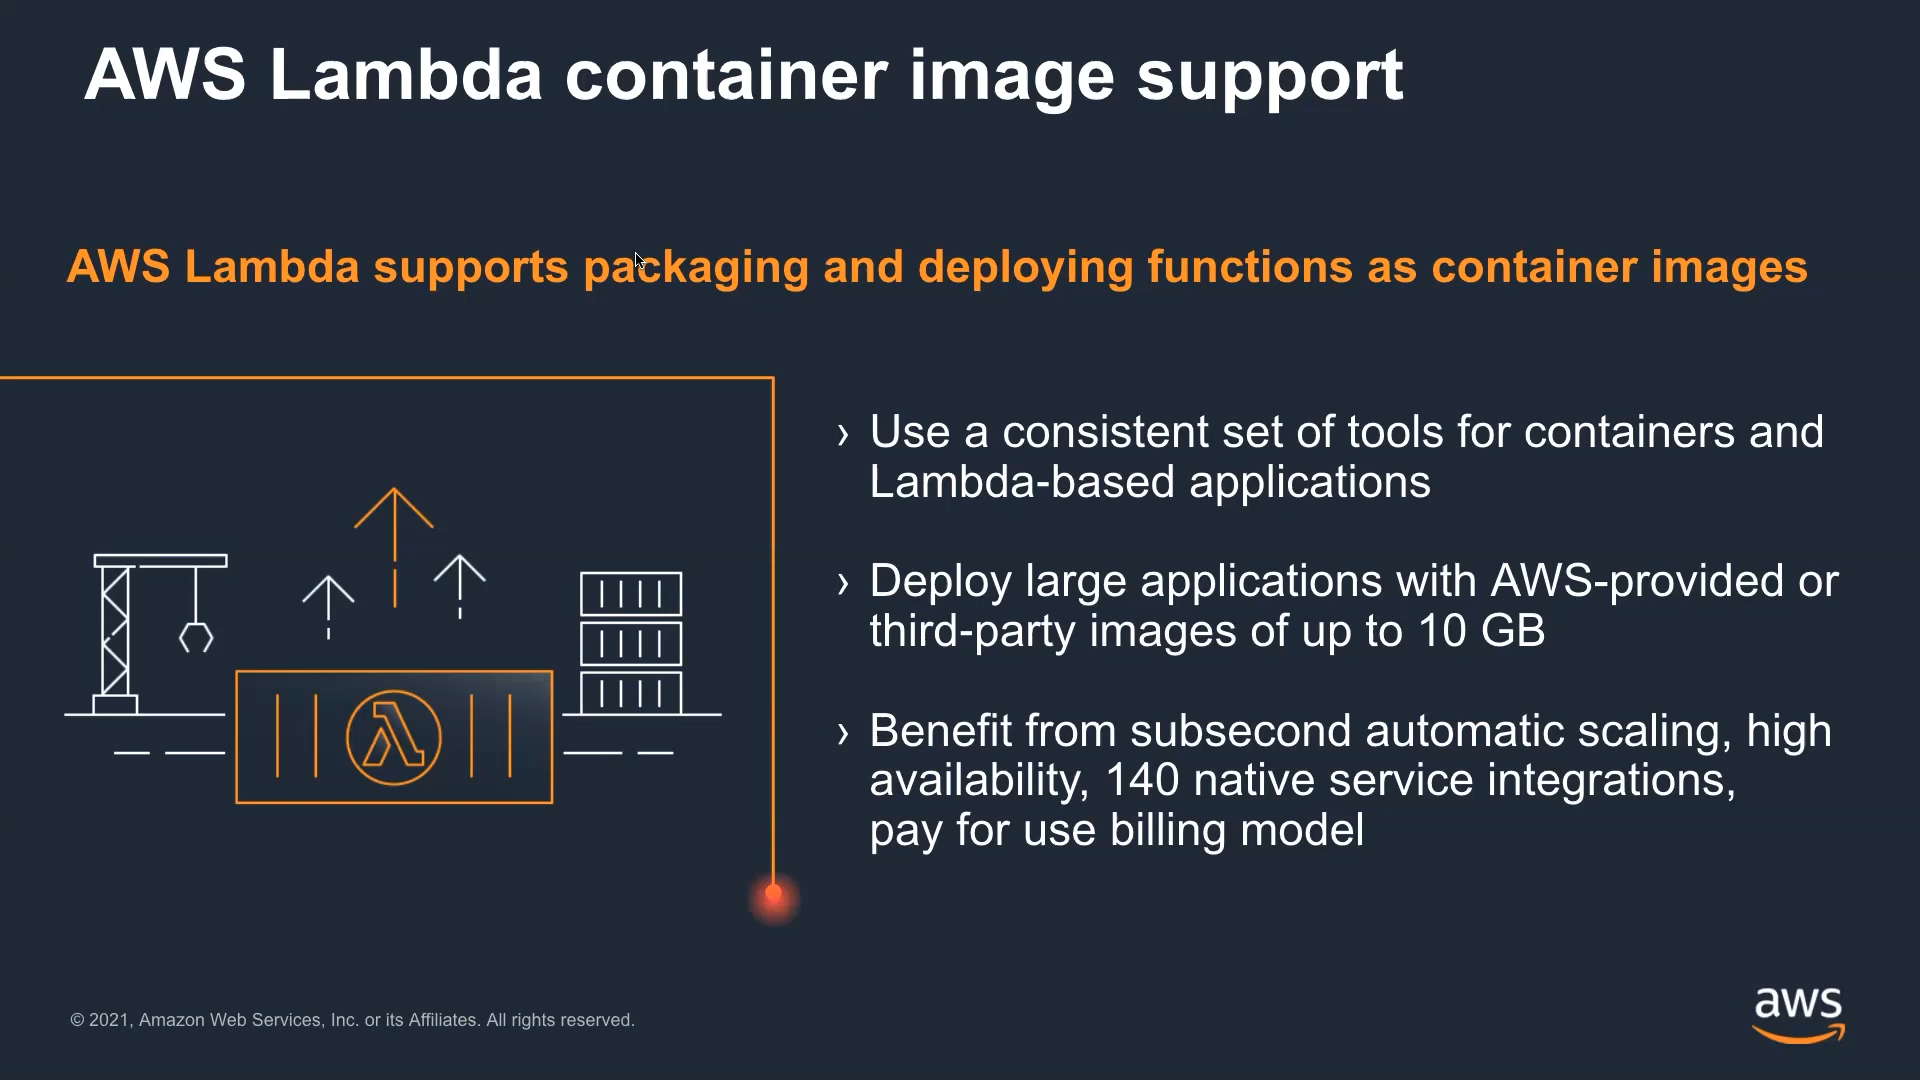 AWS Lambda container image support
AWS Lambda supports packaging and deploying functions as container images
› Use a consistent set of tools for containers and
Lambda-based applications
› Deploy large applications with AWS-provided or
third-party images of up to 10 GB
› Benefit from subsecond automatic scaling, high
availability, 140 native service integrations,
pay for use billing model
© 2021, Amazon Web Services, Inc. or its Affiliates. All rights reserved.
aws